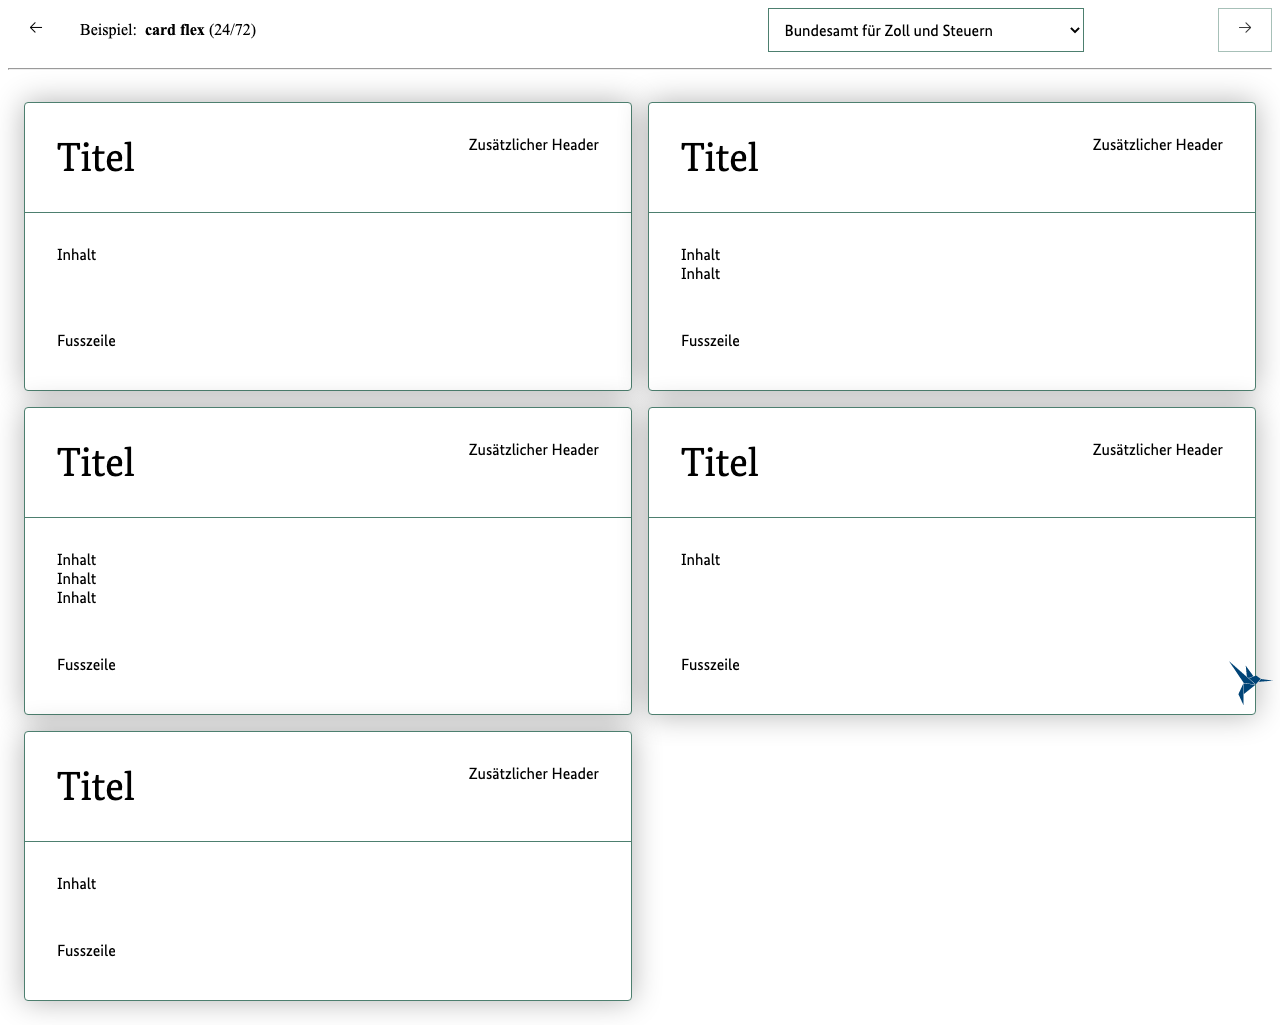 Beispiel: card flex (24/72)
Bundesamt für Zoll und Steuern
Titel
Zusätzlicher Header
Inhalt
Fusszeile
Titel
Zusätzlicher Header
Inhalt
Inhalt
Fusszeile
Titel
Zusätzlicher Header
Inhalt
Inhalt
Inhalt
Fusszeile
Titel
Zusätzlicher Header
Inhalt
Fusszeile
Titel
Zusätzlicher Header
Inhalt
Fusszeile